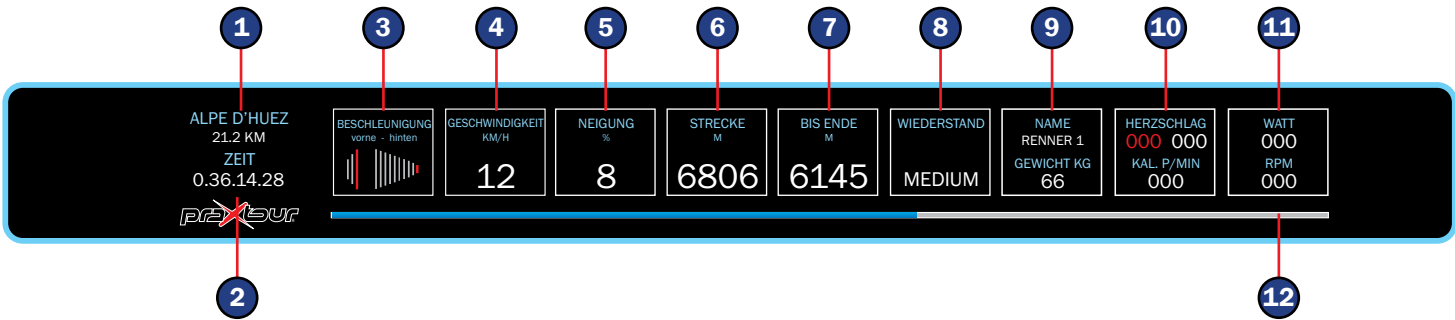 1
3
4
5
6
7
8
9
10
11
ALPE D'HUEZ
21.2 KM
ZEIT
0.36.14.28
praxtour
BESCHLEUNIGUNG
vorne - hinten
GESCHWINDIGKEIT
KM/H
12
NEIGUNG
%
8
STRECKE
M
6806
BIS ENDE
M
6145
WIEDERSTAND
MEDIUM
NAME
RENNER 1
GEWICHT KG
66
HERZSCHLAG
000 000
KAL. P/MIN
000
WATT
000
RPM
000
2
12